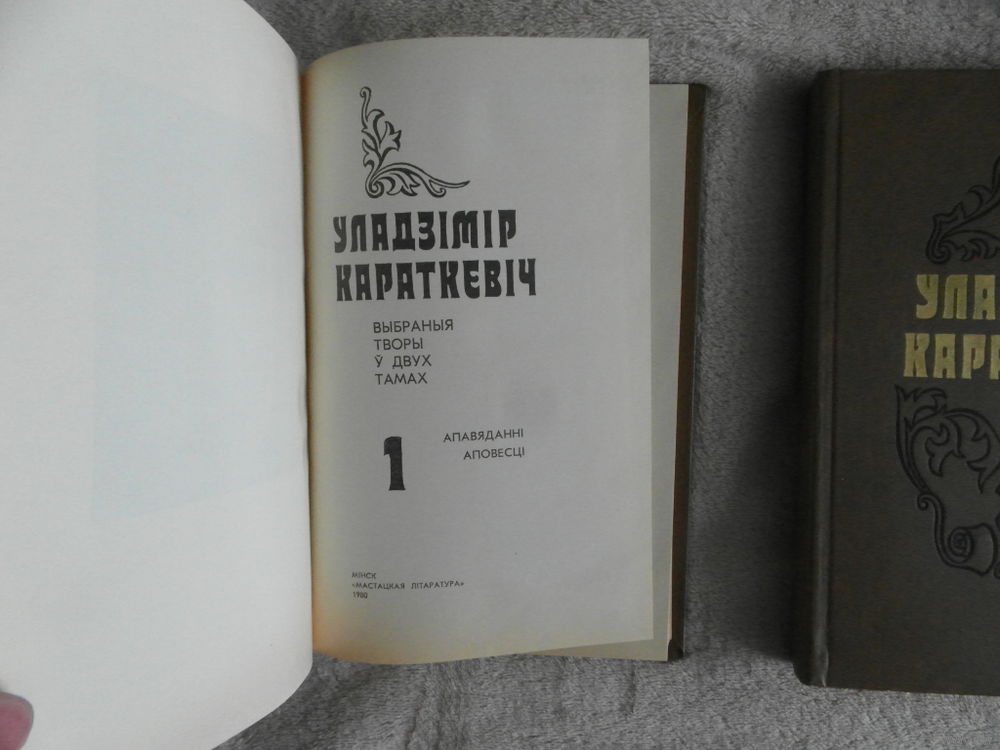 УЛАДЗІМІР
КАРАТКЕВІЧ
ВЫБРАНЫЯ
ТВОРЫ
Ў ДВУХ
ТАМАХ
1
АПАВЯДАННІ
АПОВЕСЦІ
МІНСК
«МАСТАЦКАЯ ЛІТАРАТУРА»
1980
УЛА
КАРА